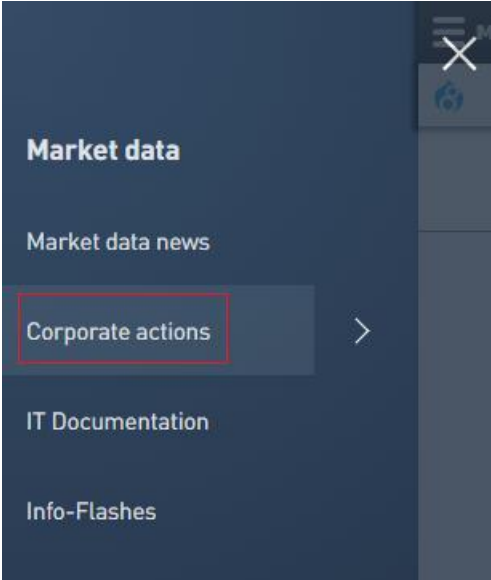 Market data
Market data news
Corporate actions
IT Documentation
Info-Flashes